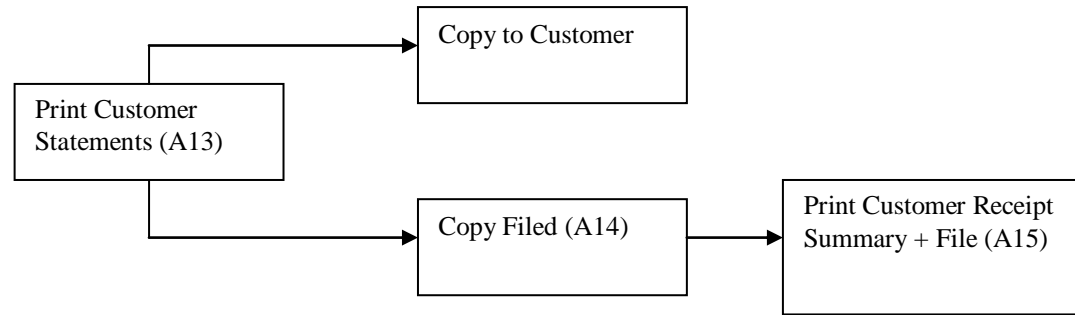 Copy to Customer
Print Customer
Statements (A13)
Copy Filed (A14)
Print Customer Receipt
Summary + File (A15)